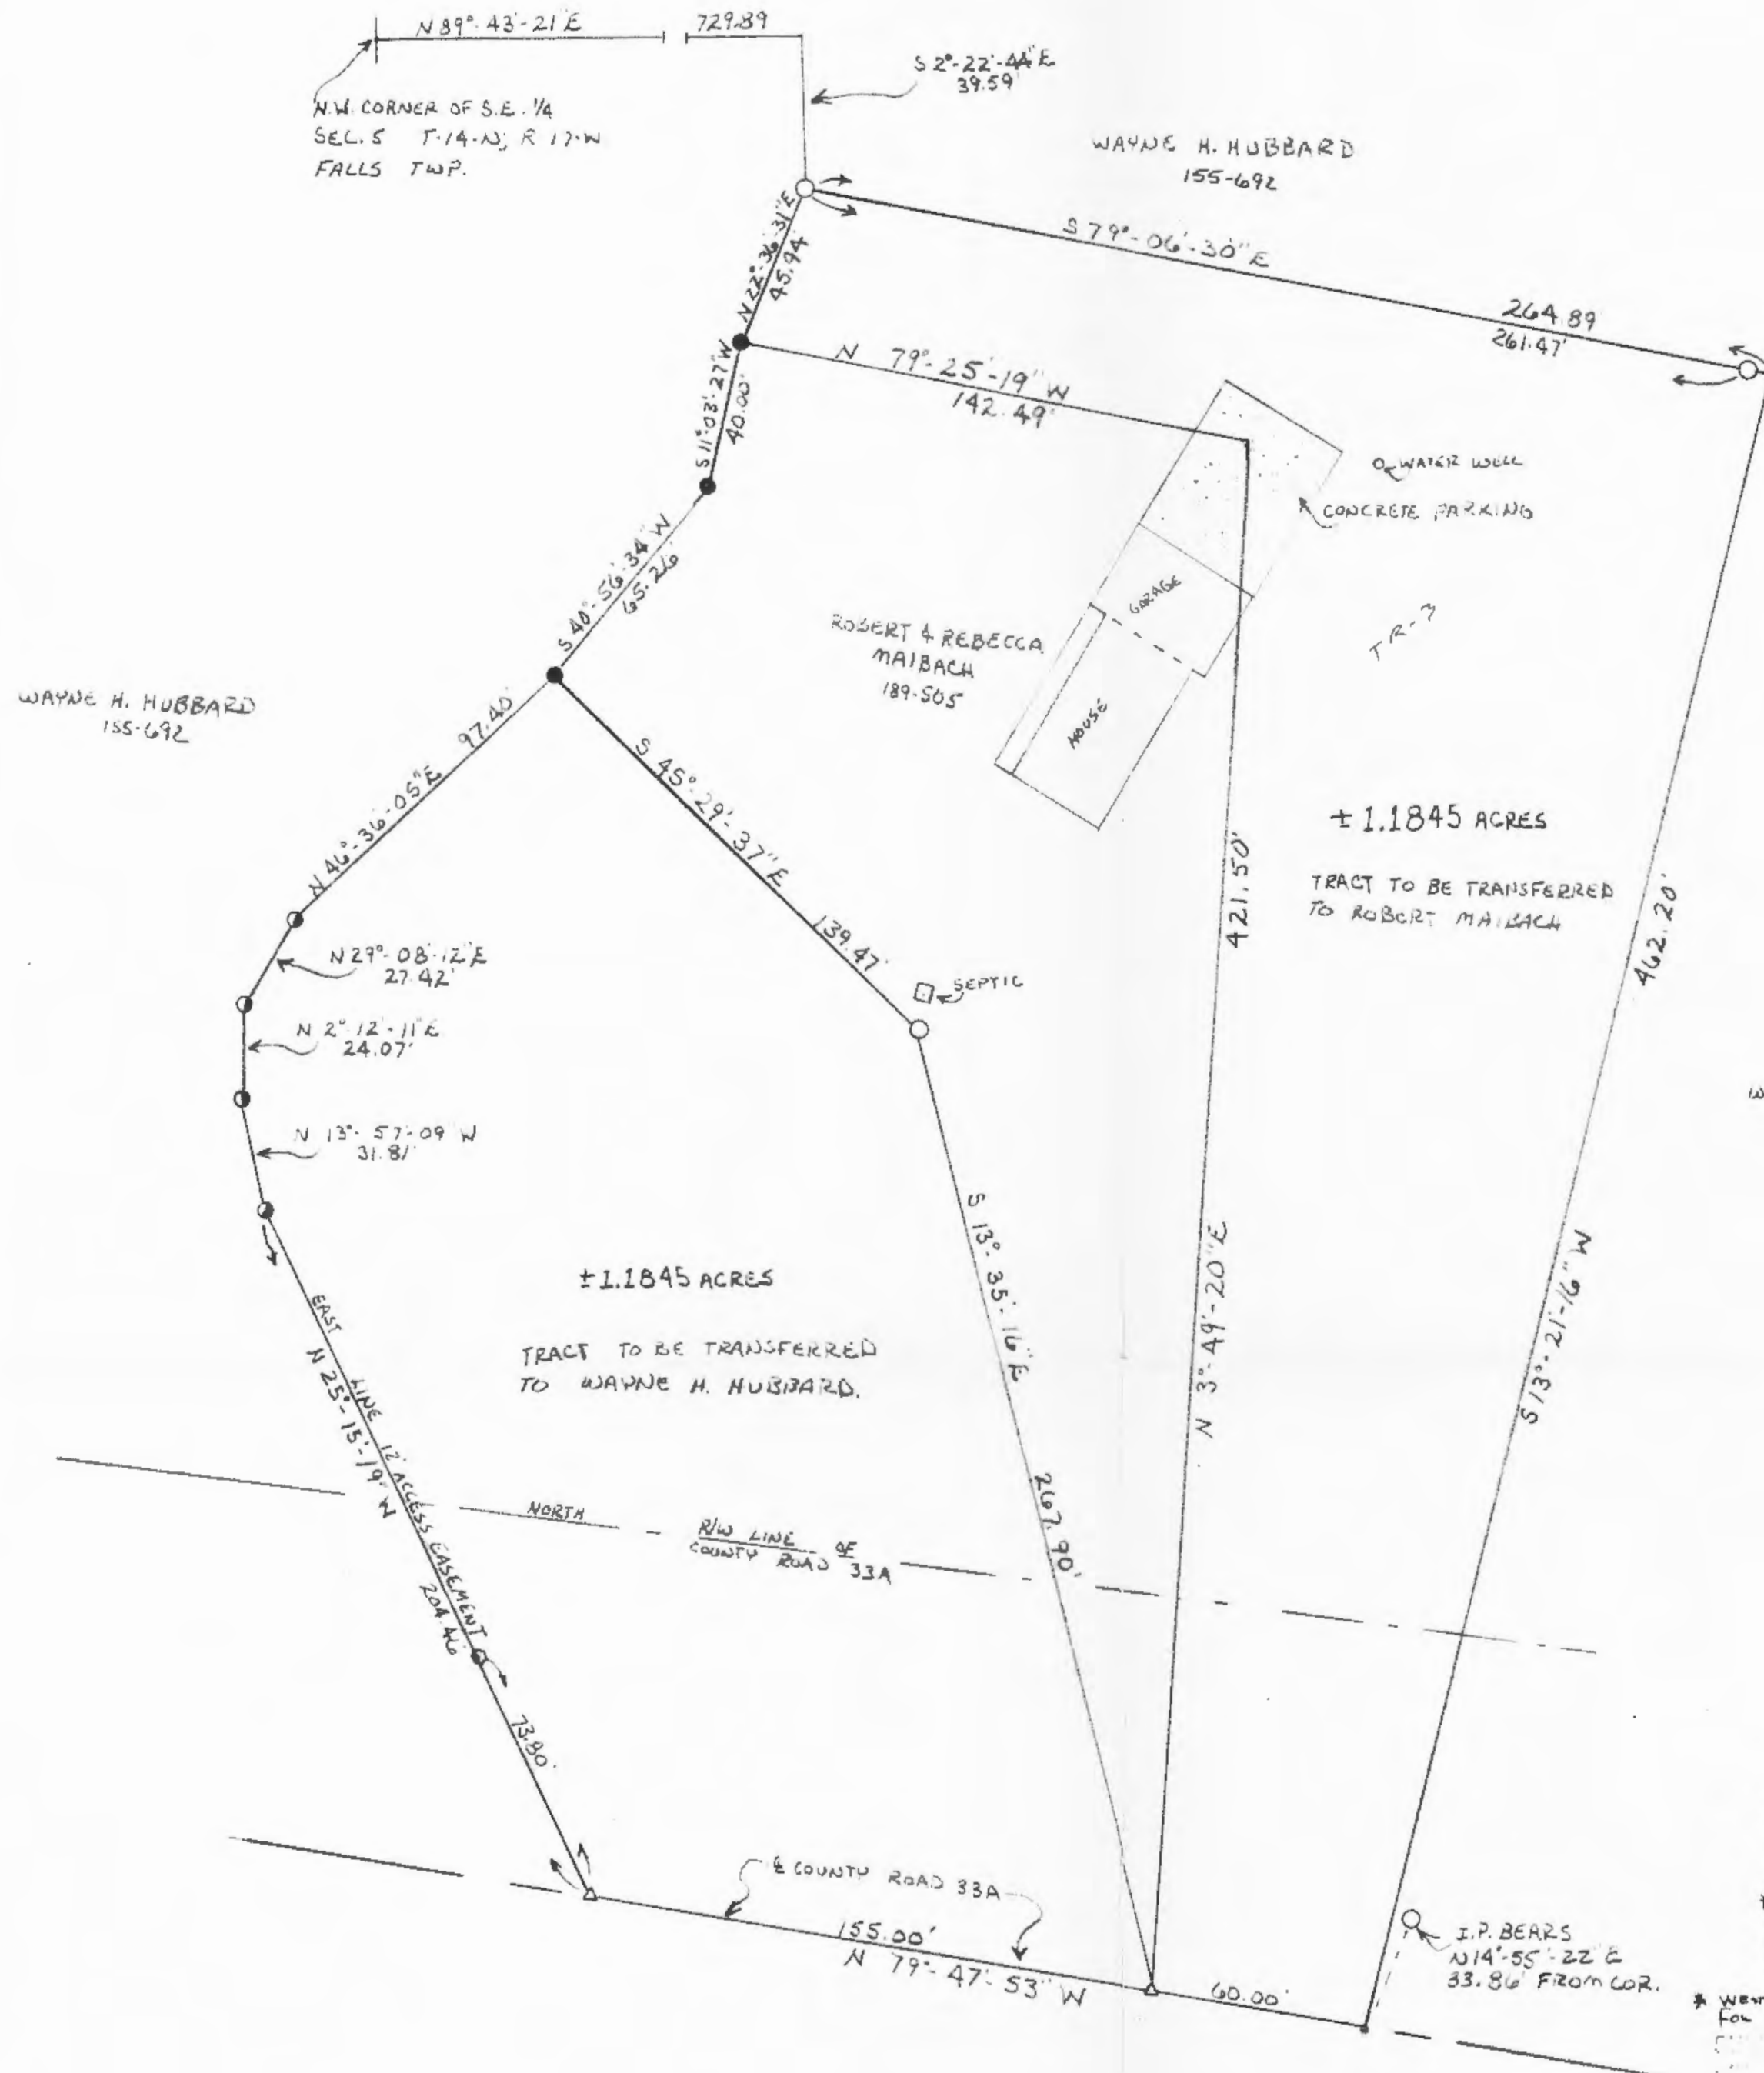 N 89°-43'-21"E 729.89
S 2°-22'-44"E
39.59'
N.W. CORNER OF S.E. 1/4
SEC. 5 T-14-N; R 17-W
FALLS TWP.
WAYNE H. HUBBARD
155-692
S 79°-06'-30"E
264.89
261.47'
N 22°-36'-31"E
45.94'
N 79°-25'-19"W
142.49'
S 11°-03'-27"W
40.00'
WATER WELL
CONCRETE PARKING
S 40°-56'-34"W
65.26'
GARAGE
ROBERT & REBECCA
MAIBACH
189-505
TR-3
HOUSE
WAYNE H. HUBBARD
155-692
97.40'
N 46°-36'-05"E
S 45°-29'-37"E
139.47'
± 1.1845 ACRES
TRACT TO BE TRANSFERRED
TO ROBERT MAIBACH
421.50'
462.20'
N 29°-08'-12"E
27.42'
SEPTIC
N 2°-12'-11"E
24.07'
N 13°-57'-09"W
31.81'
S 13°-35'-16"E
267.90'
N 3°-49'-20"E
S 13°-21'-16"W
± 1.1845 ACRES
TRACT TO BE TRANSFERRED
TO WAYNE H. HUBBARD.
EAST LINE 12' ACCESS EASEMENT
N 25°-15'-19"W
204.46'
NORTH R/W LINE OF
COUNTY ROAD 33A
73.80'
℄ COUNTY ROAD 33A
155.00'
N 79°-47'-53"W
60.00'
I.P. BEARS
N 14°-55'-22"E
33.86' FROM COR.